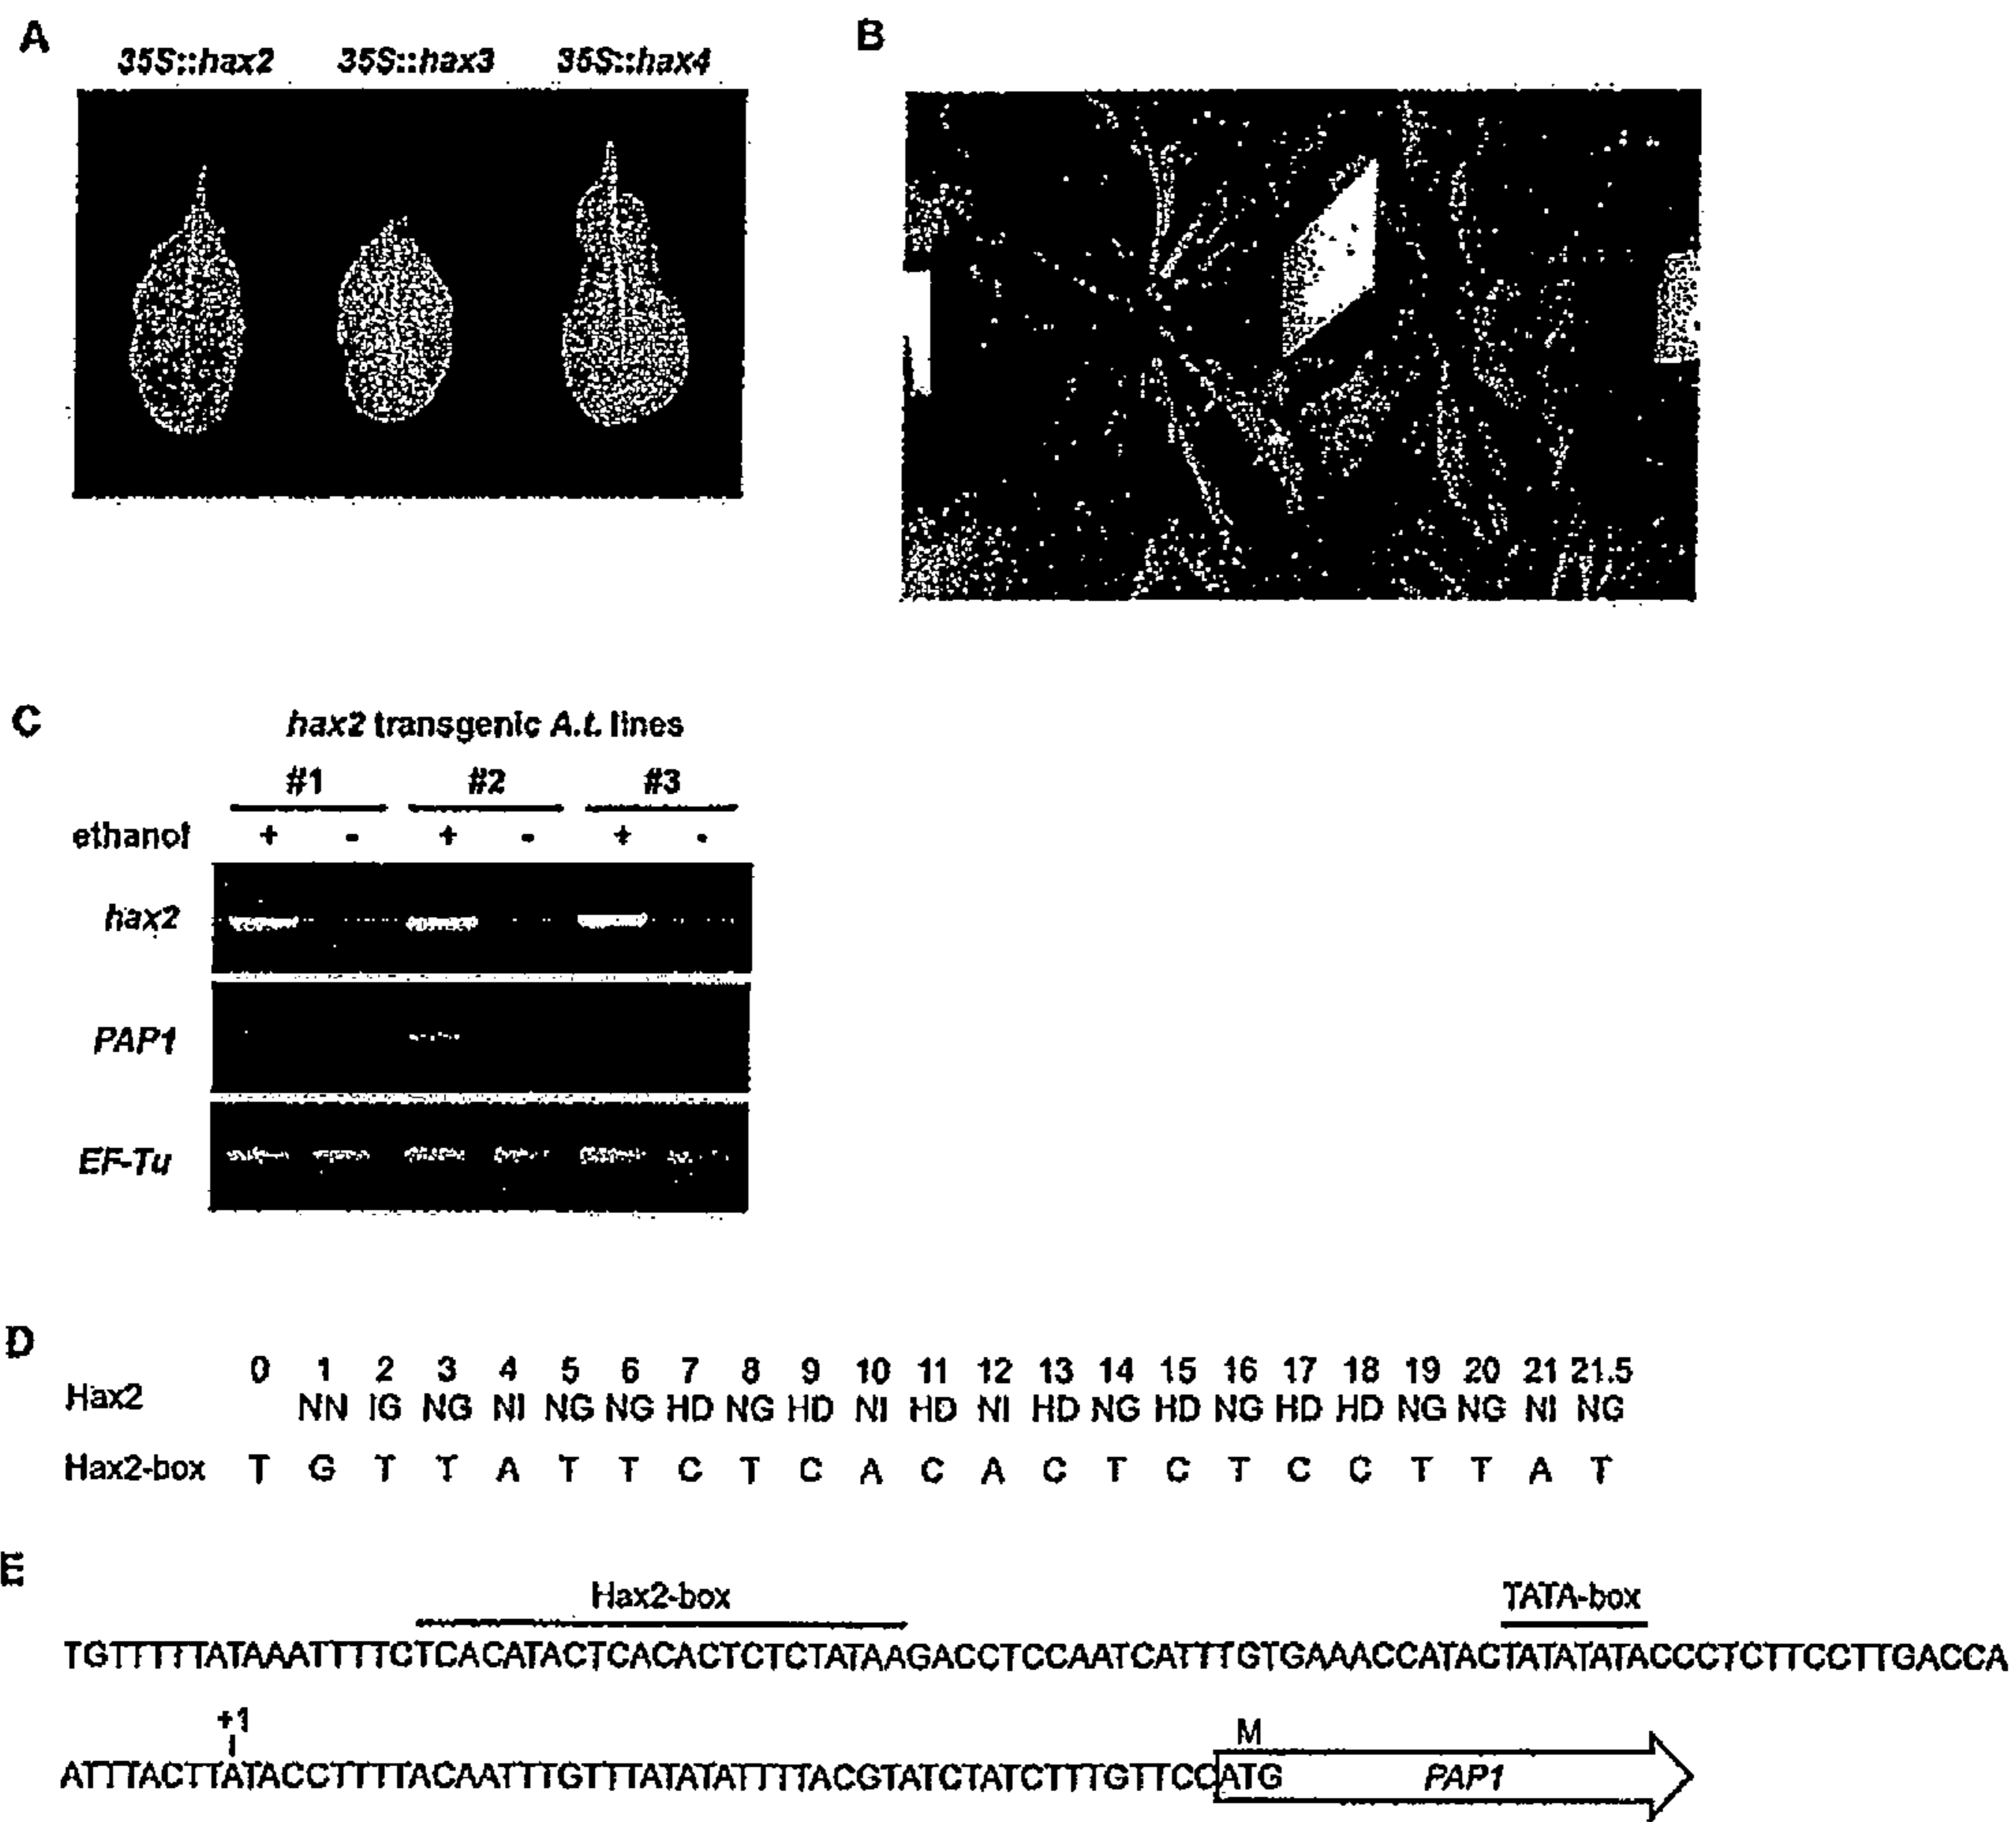 A
35S::hax2 35S::hax3 35S::hax4
B
C
hax2 transgenic A.t. lines
#1 #2 #3
ethanol + - + - + -
hax2
PAP1
EF-Tu
D
0 1 2 3 4 5 6 7 8 9 10 11 12 13 14 15 16 17 18 19 20 21 21.5
Hax2 NN IG NG NI NG NG HD NG HD NI HD NI HD NG HD NG HD HD NG NG NI NG
Hax2-box T G T T A T T C T C A C A C T C T C C T T A T
E
Hax2-box TATA-box
TGTTTTTATAAATTTTCTCACATACTCACACTCTCTATAAGACCTCCAATCATTTGTGAAACCATACTATATATACCCTCTTCCTTGACCA
+1 M
ATTTACTTATACCTTTTACAATTTGTTTATATATTTTACGTATCTATCTTTGTTCCATG PAP1